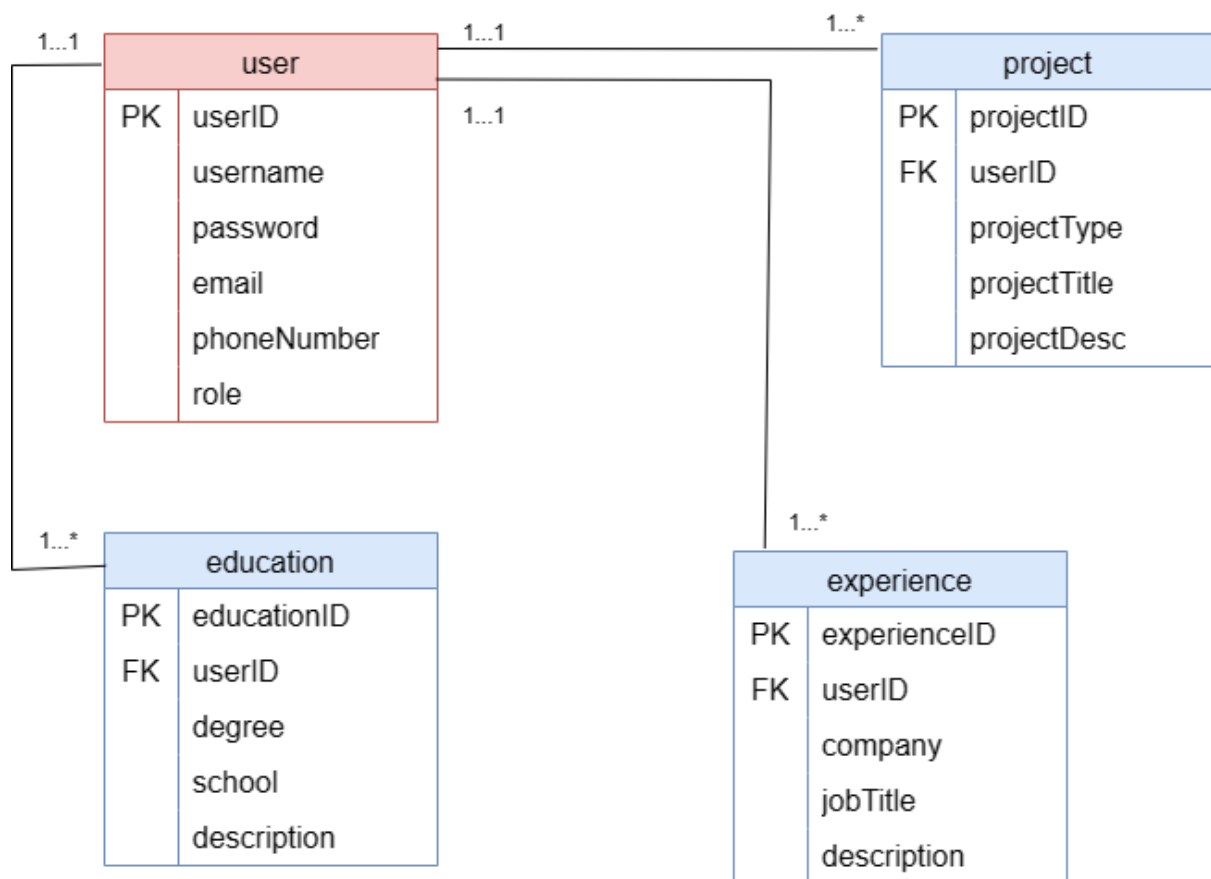 1...1
user
PK userID
username
password
email
phoneNumber
role
1...1
1...1
1...*
project
PK projectID
FK userID
projectType
projectTitle
projectDesc
1...*
education
PK educationID
FK userID
degree
school
description
1...*
experience
PK experienceID
FK userID
company
jobTitle
description